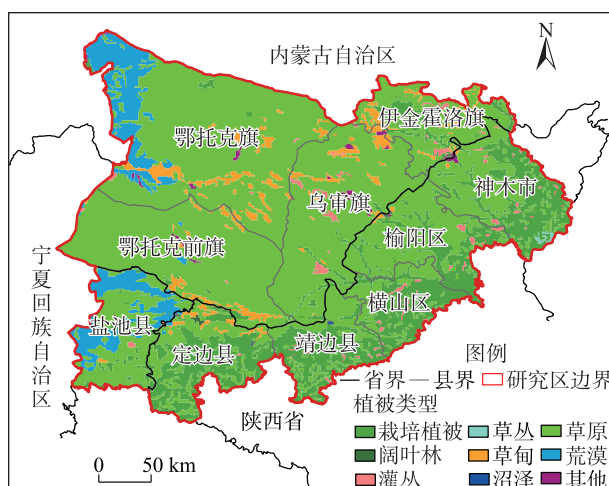 内蒙古自治区
N
伊金霍洛旗
鄂托克旗
神木市
乌审旗
榆阳区
鄂托克前旗
宁夏回族自治区
横山区
盐池县
靖边县
定边县
图例
省界 县界 研究区边界
陕西省
植被类型
栽培植被 草丛 草原
阔叶林 草甸 荒漠
灌丛 沼泽 其他
0 50 km